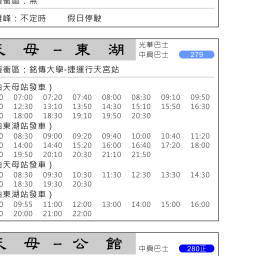 緩衝區：無
峰：不定時　　假日停駛
天 母 － 東 湖
光華巴士
中興巴士
279
緩衝區：銘傳大學-捷運行天宮站
天母站發車）
07:00 07:20 07:40 08:00 08:30 09:10 09:50
12:30 13:10 13:50 14:30 15:10 15:50 16:30
18:00 18:30 19:10 19:50 20:30
東湖站發車）
08:30 09:00 09:20 09:40 10:00 10:40 11:20
14:00 14:40 15:20 16:00 16:40 17:20 18:00
19:50 20:10 20:30 21:10 21:50
天母站發車）
08:30 09:30 10:30 11:30 12:30 13:30 14:30
18:30 19:30 20:30
東湖站發車）
09:55 11:00 12:00 13:00 14:00 15:00 16:00
20:00 21:00 22:00
天 母 － 公 館
中興巴士
280正